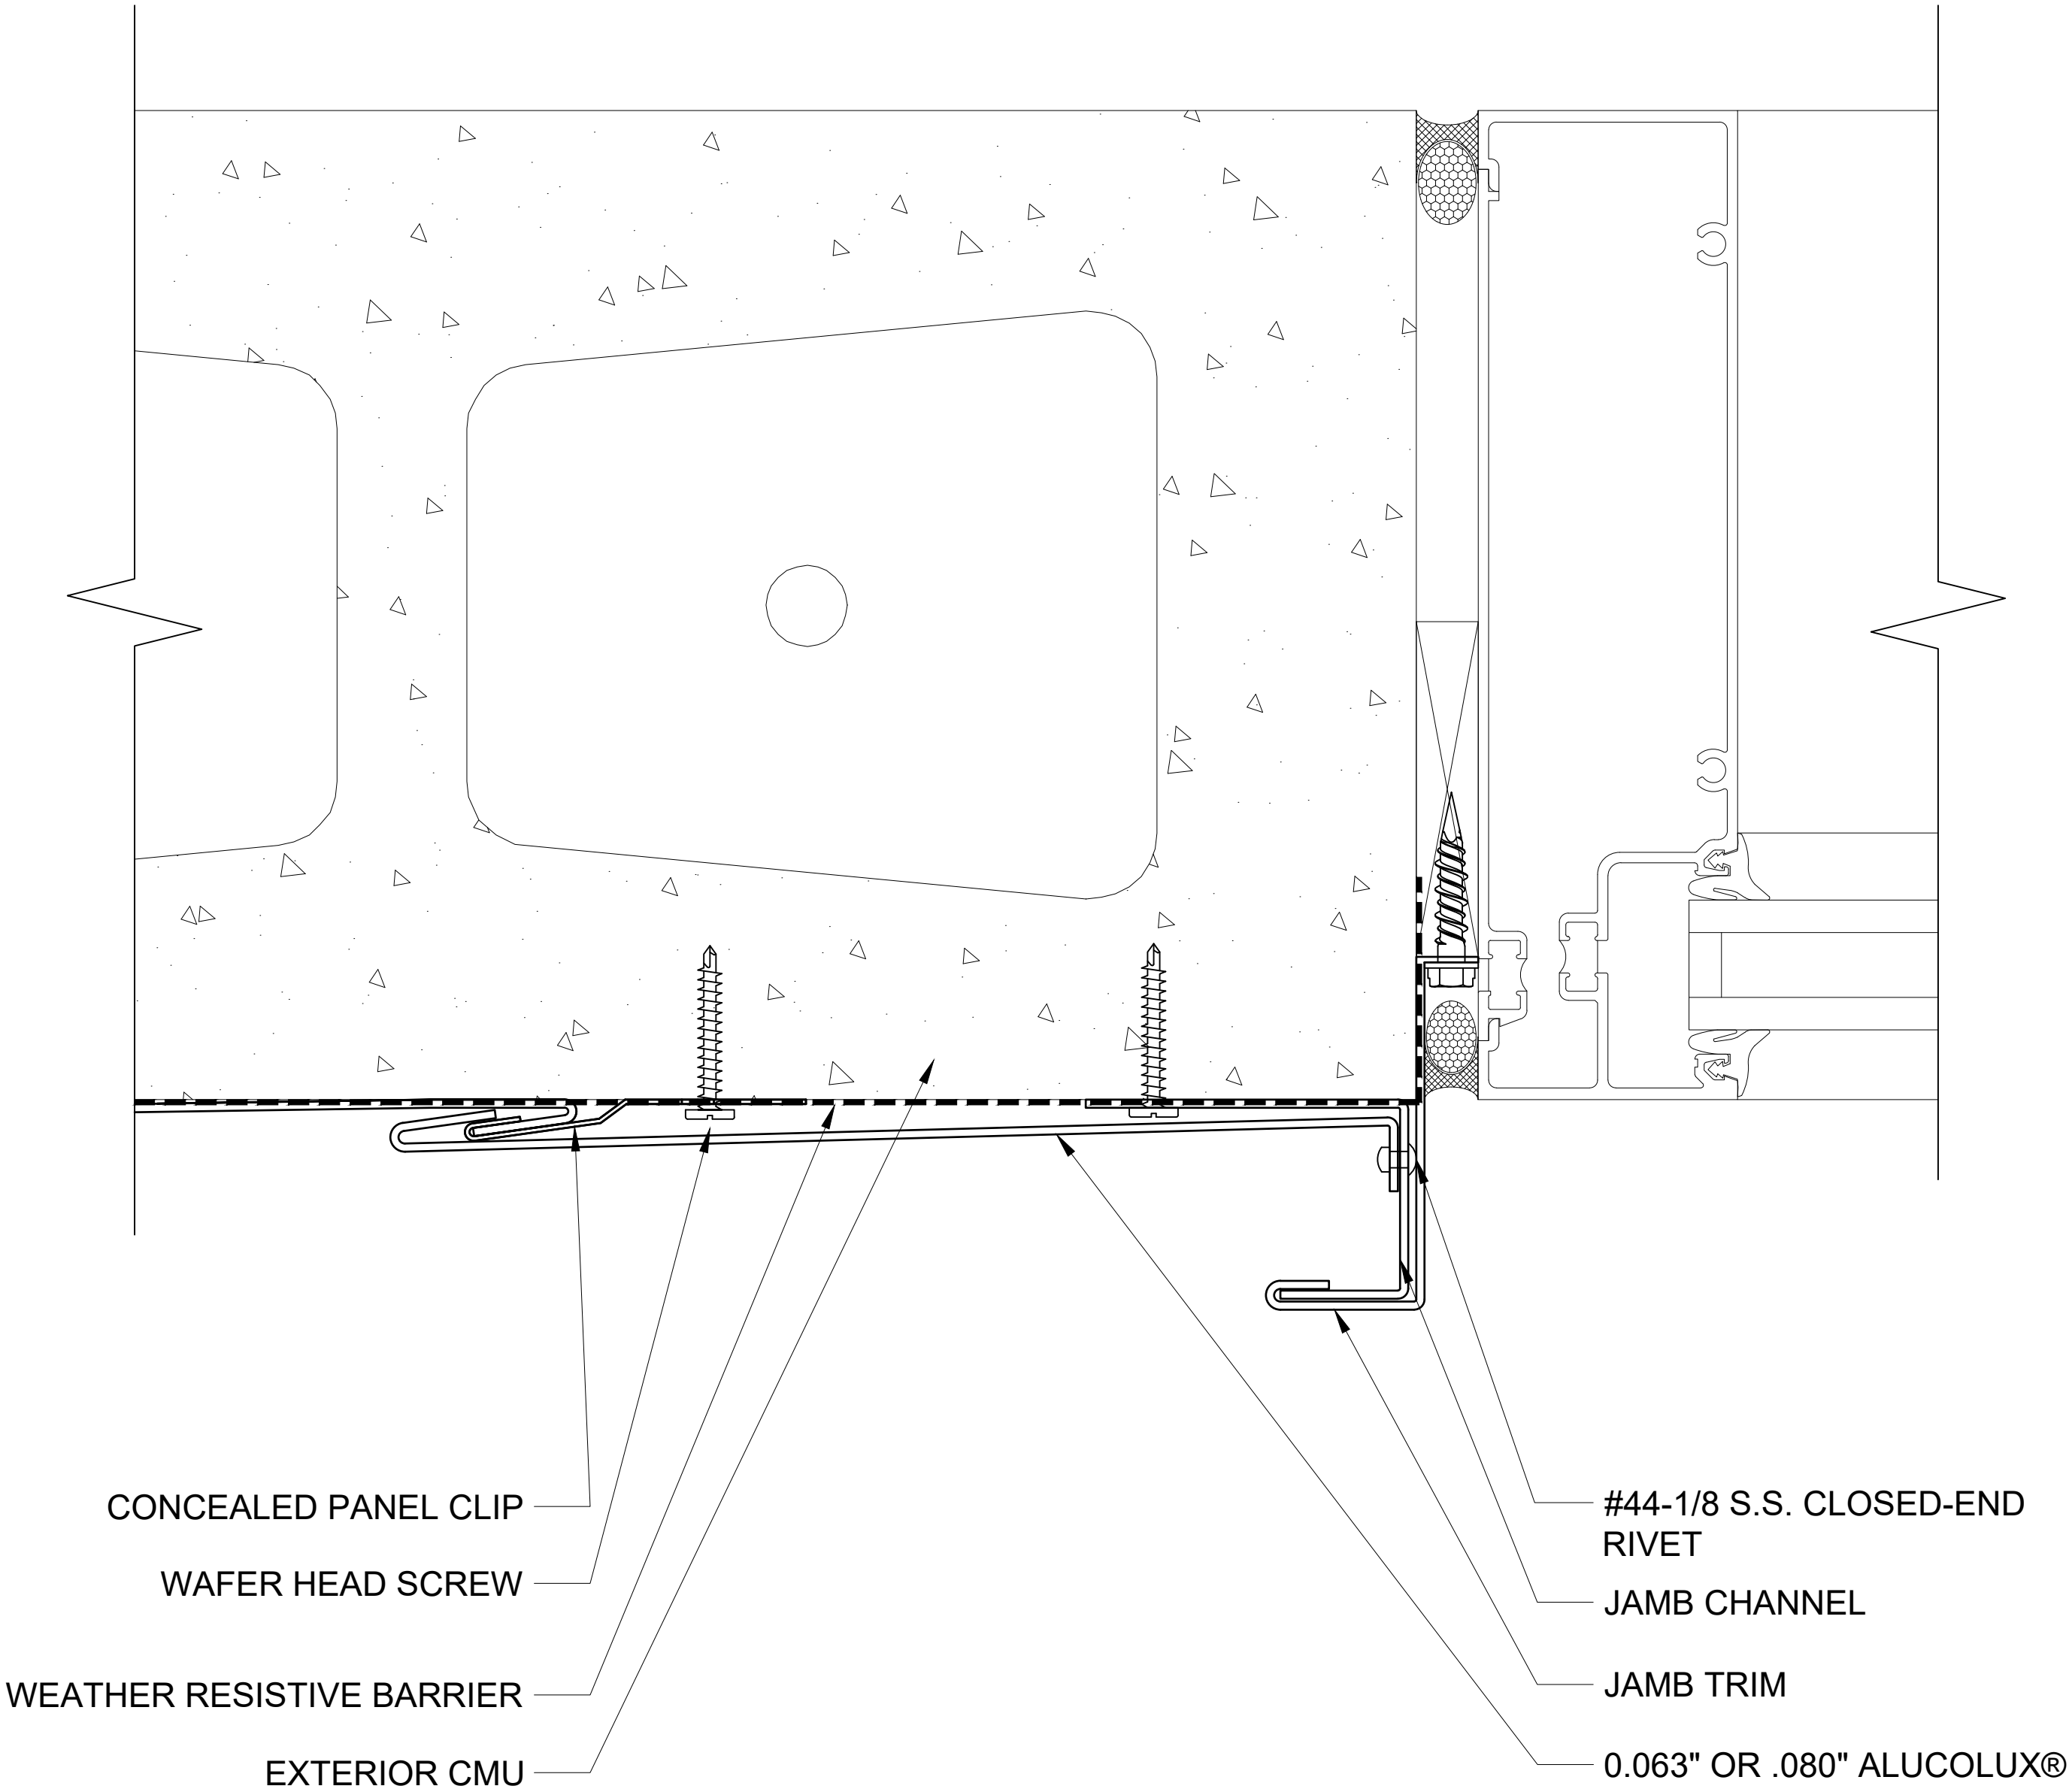 CONCEALED PANEL CLIP
WAFER HEAD SCREW
WEATHER RESISTIVE BARRIER
EXTERIOR CMU
#44-1/8 S.S. CLOSED-END
RIVET
JAMB CHANNEL
JAMB TRIM
0.063" OR .080" ALUCOLUX®